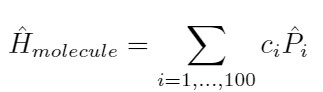 Ĥ_molecule = ∑_{i=1,...,100} c_i P̂_i